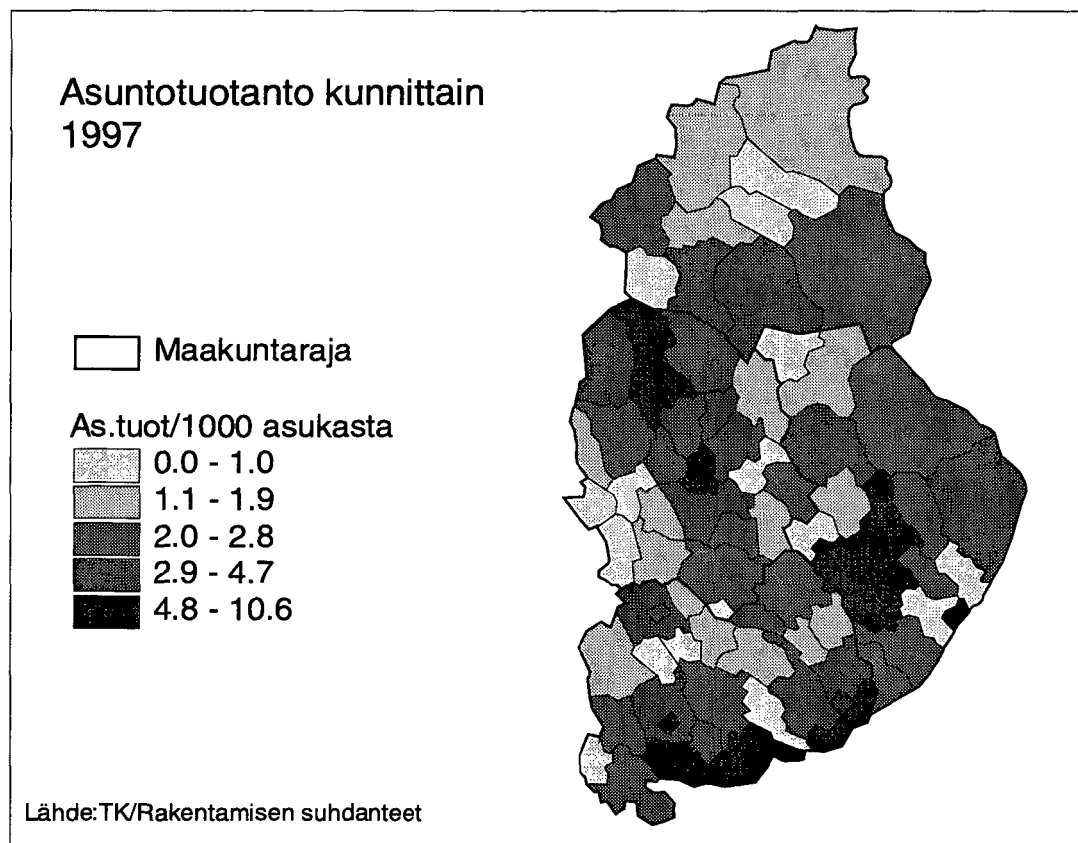 Asuntotuotanto kunnittain
1997
Maakuntaraja
As.tuot/1000 asukasta
0.0 - 1.0
1.1 - 1.9
2.0 - 2.8
2.9 - 4.7
4.8 - 10.6
Lähde:TK/Rakentamisen suhdanteet